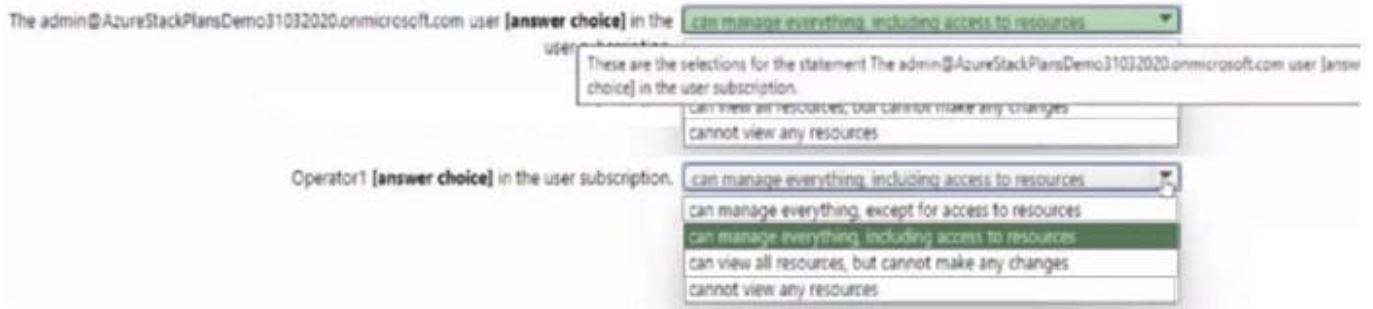 The admin@AzureStackPlansDemo31032020.onmicrosoft.com user [answer choice] in the can manage everything, including access to resources
user subscription.
These are the selections for the statement The admin@AzureStackPlansDemo31032020.onmicrosoft.com user [answ
choice] in the user subscription.
can view all resources, but cannot make any changes
cannot view any resources
Operator1 [answer choice] in the user subscription. can manage everything, including access to resources
can manage everything, except for access to resources
can manage everything, including access to resources
can view all resources, but cannot make any changes
cannot view any resources